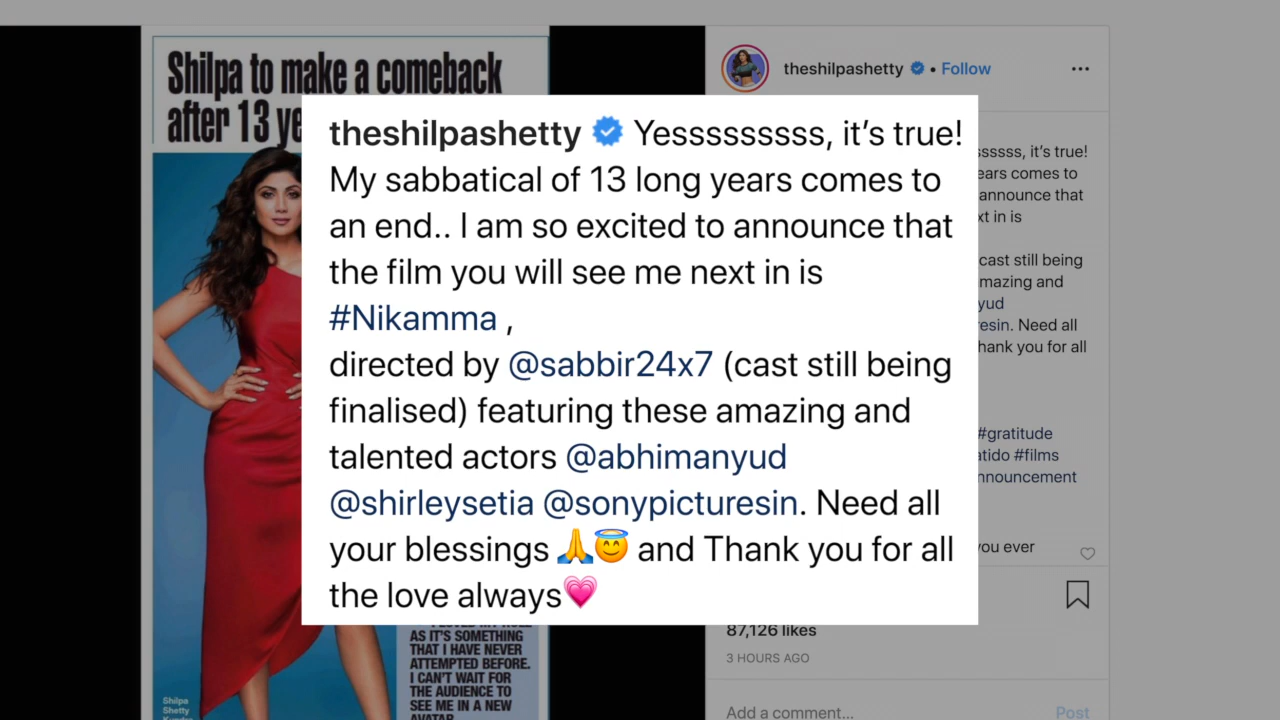 Shilpa to make a comeback
after 13 ye
theshilpashetty Yesssssssss, it's true!
My sabbatical of 13 long years comes to
an end.. I am so excited to announce that
the film you will see me next in is
#Nikamma ,
directed by @sabbir24x7 (cast still being
finalised) featuring these amazing and
talented actors @abhimanyud
@shirleysetia @sonypicturesin. Need all
your blessings 🙏😇 and Thank you for all
the love always💗
AS IT'S SOMETHING
THAT I HAVE NEVER
ATTEMPTED BEFORE.
I CAN'T WAIT FOR
THE AUDIENCE TO
SEE ME IN A NEW
Shilpa
Shetty
theshilpashetty • Follow
ssssss, it's true!
ears comes to
announce that
xt in is
cast still being
mazing and
yud
esin. Need all
hank you for all
#gratitude
atido #films
nnouncement
ou ever
87,126 likes
3 HOURS AGO
Add a comment... Post